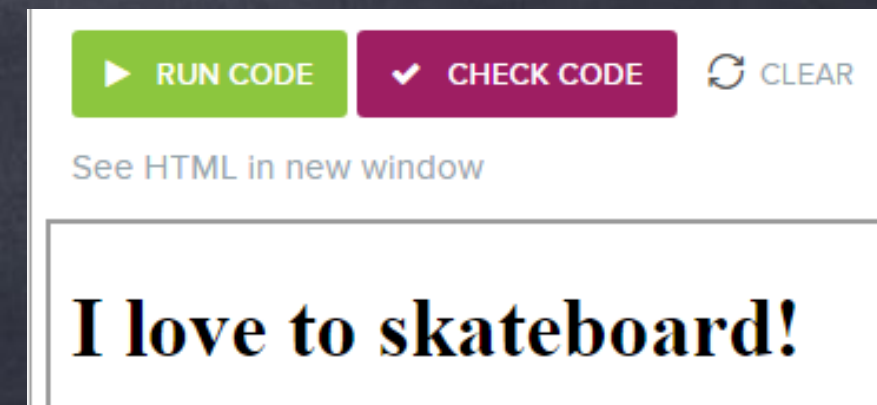 RUN CODE CHECK CODE CLEAR
See HTML in new window
I love to skateboard!